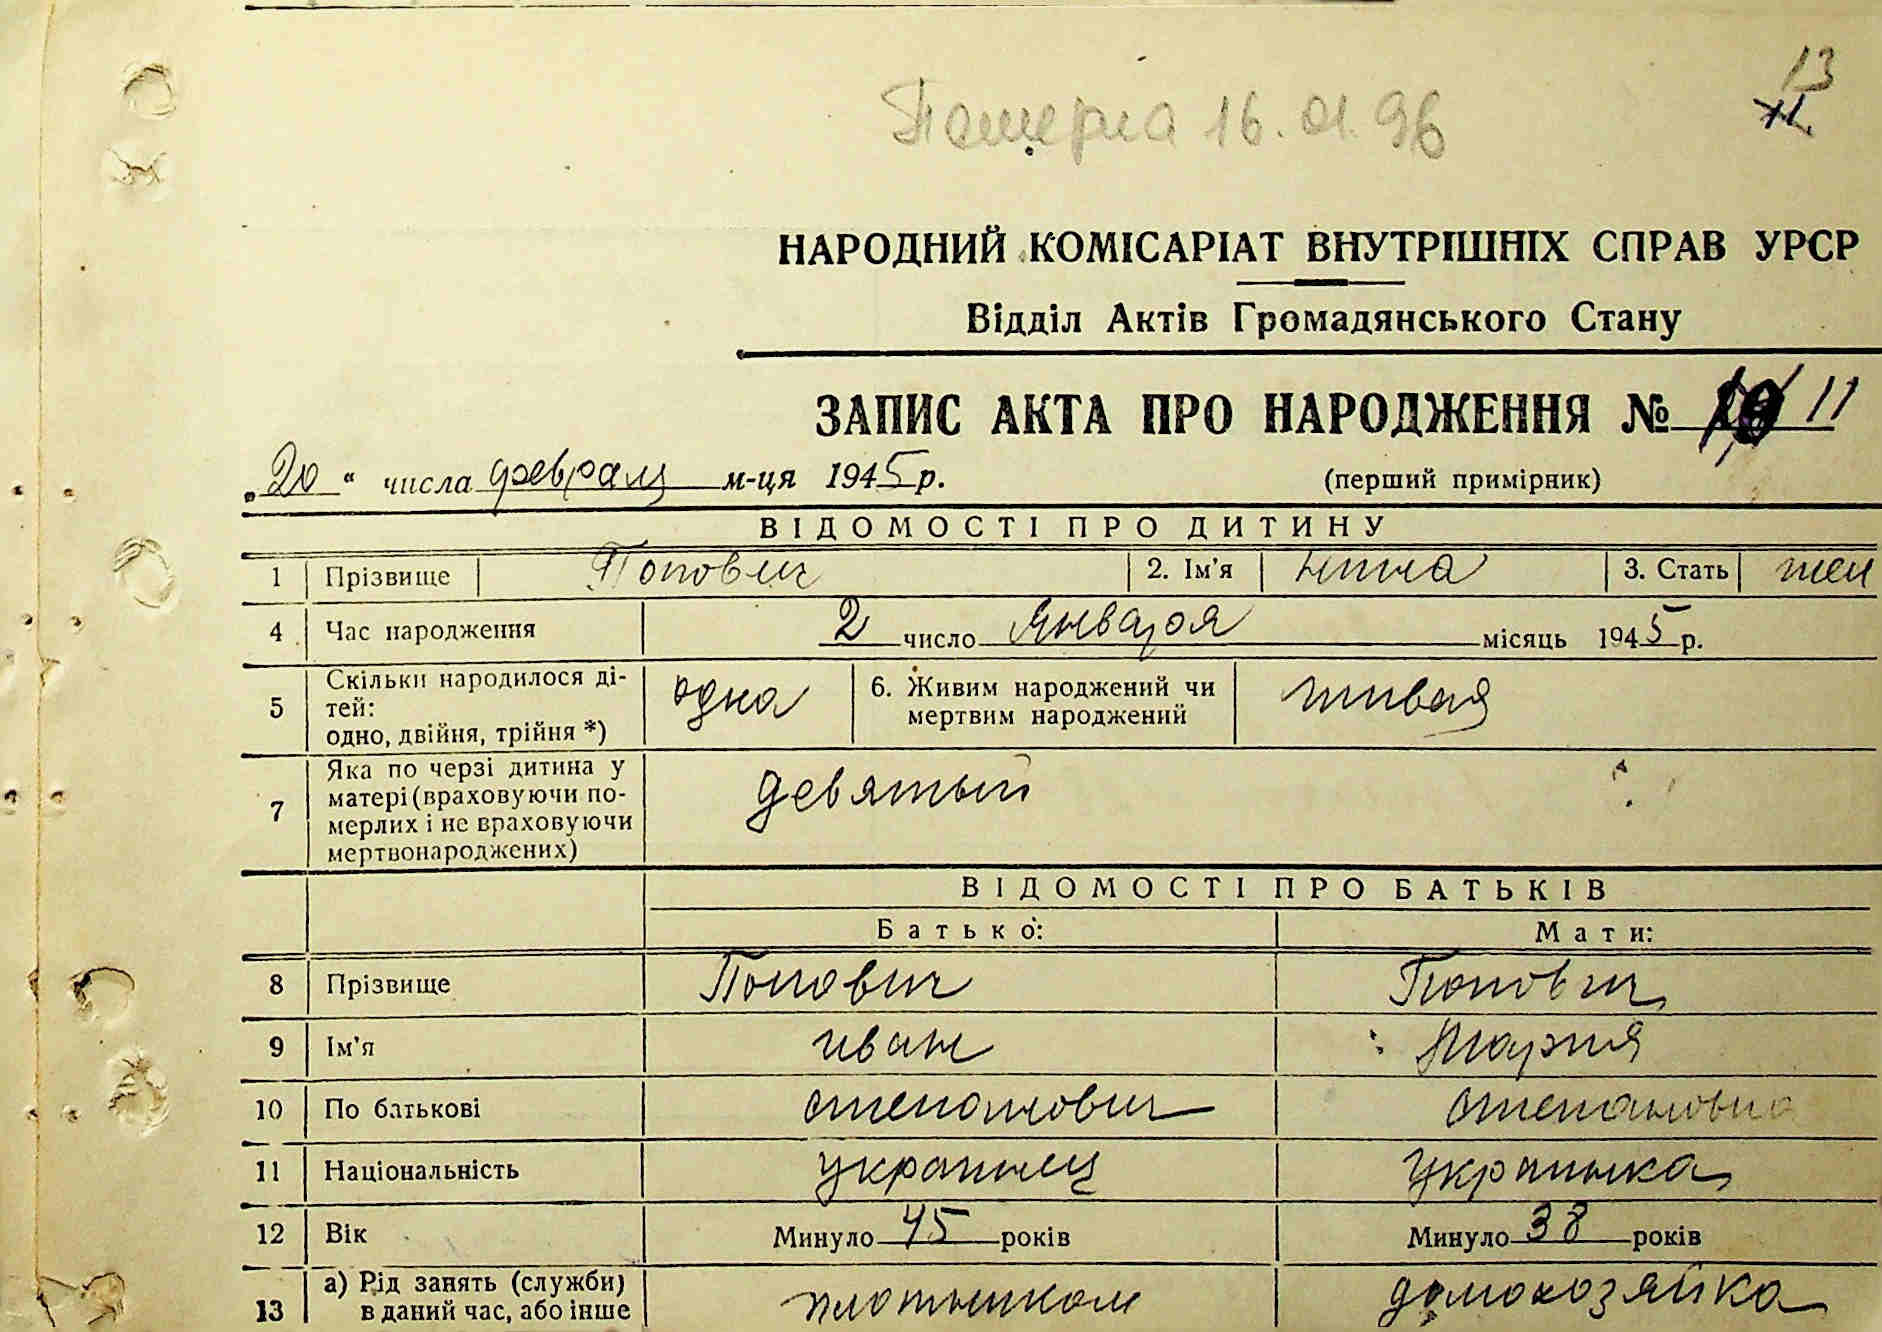 13
Померла 16.01.96
НАРОДНИЙ КОМІСАРІАТ ВНУТРІШНІХ СПРАВ УРСР
Відділ Актів Громадянського Стану
ЗАПИС АКТА ПРО НАРОДЖЕННЯ № 11
„20“ числа февраля м-ця 1945 р. (перший примірник)
ВІДОМОСТІ ПРО ДИТИНУ
1 Прізвище Попович 2. Ім'я Нина 3. Стать жен
4 Час народження 2 число Января місяць 1945 р.
5 Скільки народилося ді-
тей:
одно, двійня, трійня *) одна 6. Живим народжений чи
мертвим народжений живая
7 Яка по черзі дитина у
матері (враховуючи по-
мерлих і не враховуючи
мертвонароджених) девятый
ВІДОМОСТІ ПРО БАТЬКІВ
Батько: Мати:
8 Прізвище Попович Попович
9 Ім'я Иван Мария
10 По батькові Степанович Степановна
11 Національність украинец украинка
12 Вік Минуло 45 років Минуло 38 років
13 а) Рід занять (служби)
в даний час, або інше плотником домохозяйка